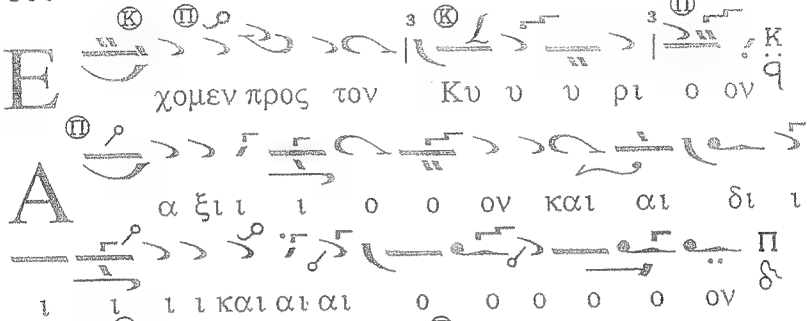 Ε χομεν προς τον Κυ υ υ ρι ο ον
Α α ξι ι ι ο ο ον και αι δι ι
ι ι ι ι και αι αι ο ο ο ο ο ον